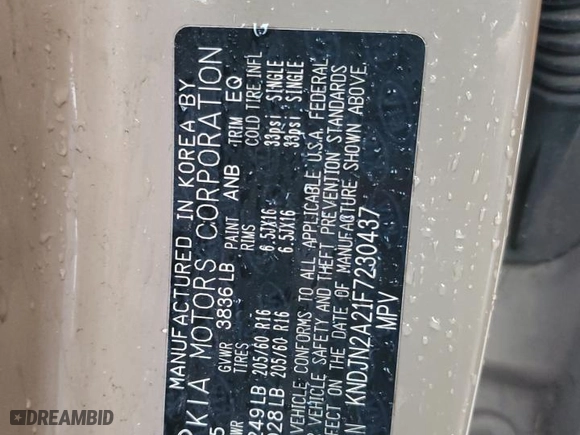 MANUFACTURED IN KOREA BY
KIA MOTORS CORPORATION
GVWR 3836 LB PAINT ANB TRIM EQ
TIRES RIMS COLD TIRE INFL
249LB 205/60 R16 6.5JX16 33psi SINGLE
28LB 205/60 R16 6.5JX16 33psi SINGLE
VEHICLE CONFORMS TO ALL APPLICABLE U.S.A. FEDERAL
VEHICLE SAFETY AND THEFT PREVENTION STANDARDS
EFFECT ON THE DATE OF MANUFACTURE SHOWN ABOVE.
KNDJN2A21F7230437
MPV
DREAMBID
DREAMBID